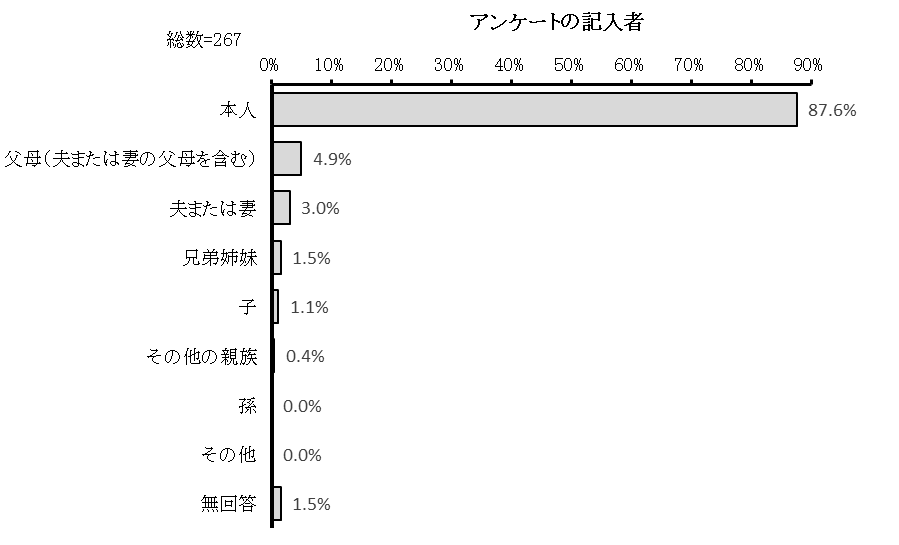 アンケートの記入者
総数=267
0% 10% 20% 30% 40% 50% 60% 70% 80% 90%
本人 87.6%
父母（夫または妻の父母を含む） 4.9%
夫または妻 3.0%
兄弟姉妹 1.5%
子 1.1%
その他の親族 0.4%
孫 0.0%
その他 0.0%
無回答 1.5%